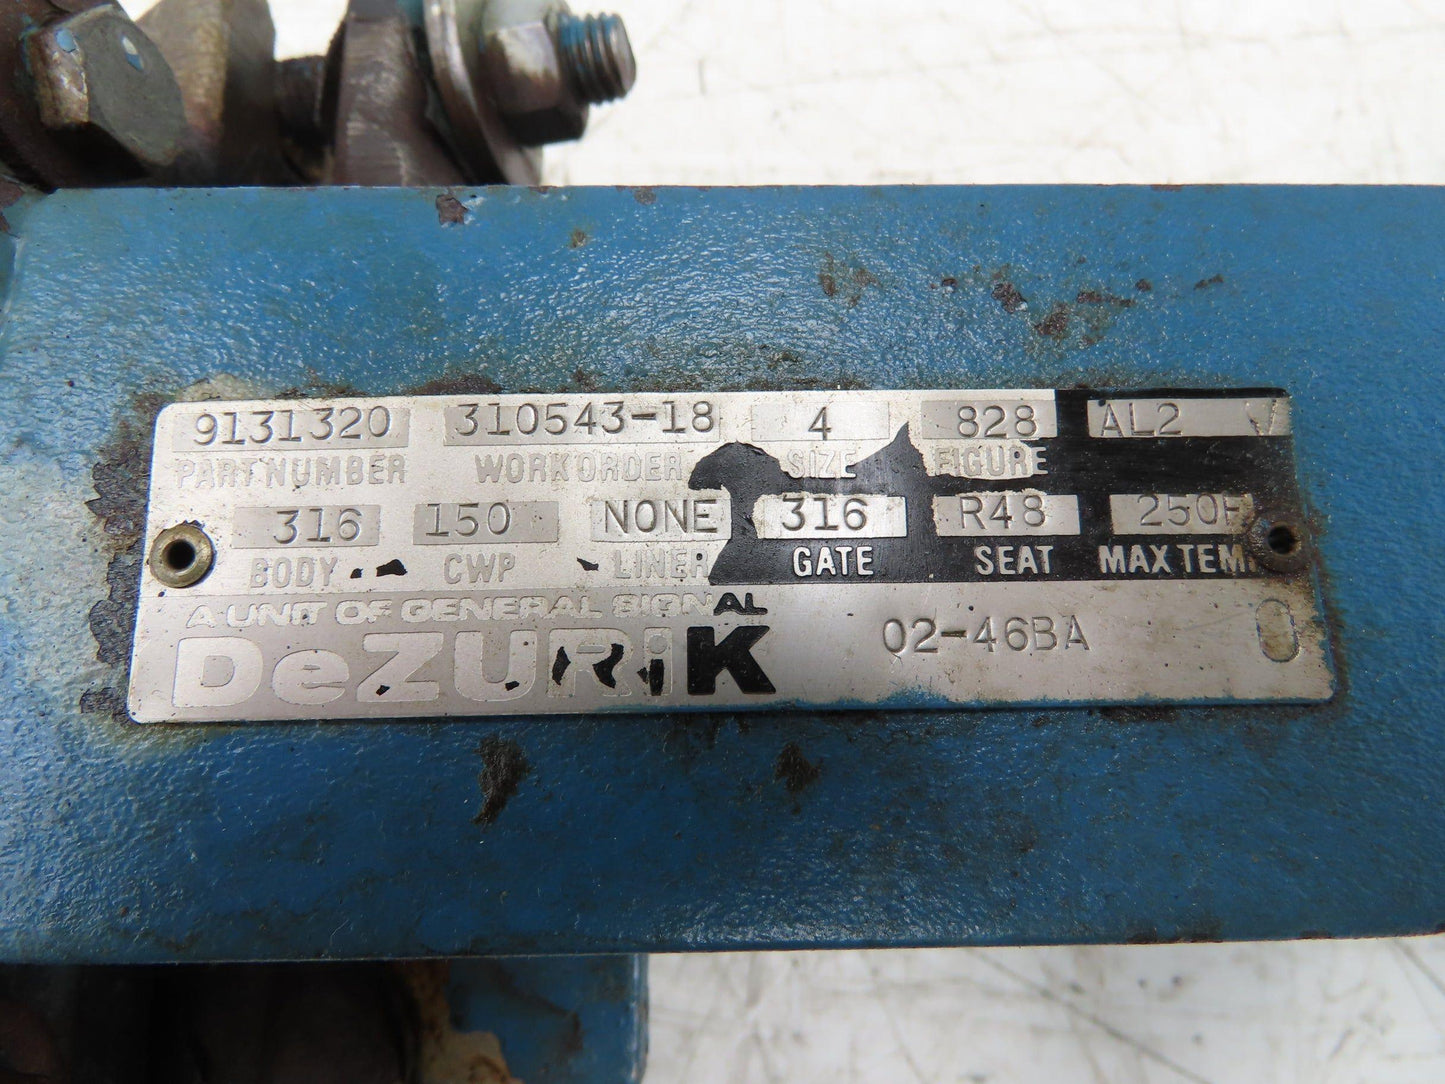 9131320 310543-18 4 828 AL2
PART NUMBER WORK ORDER SIZE FIGURE
316 150 NONE 316 R48 250F
BODY CWP LINER GATE SEAT MAX TEMP.
A UNIT OF GENERAL SIGNAL
DeZURiK 02-46BA